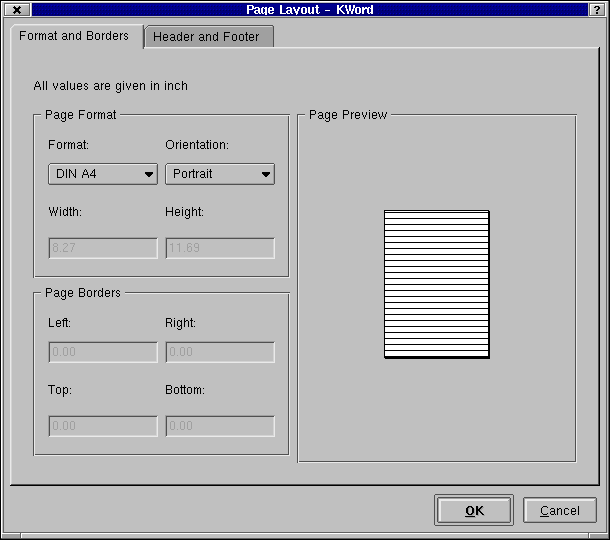 Page Layout - KWord
?
Format and Borders
Header and Footer
All values are given in inch
Page Format
Format:
Orientation:
DIN A4
Portrait
Width:
Height:
8.27
11.69
Page Borders
Left:
Right:
0.00
0.00
Top:
Bottom:
0.00
0.00
Page Preview
OK
Cancel